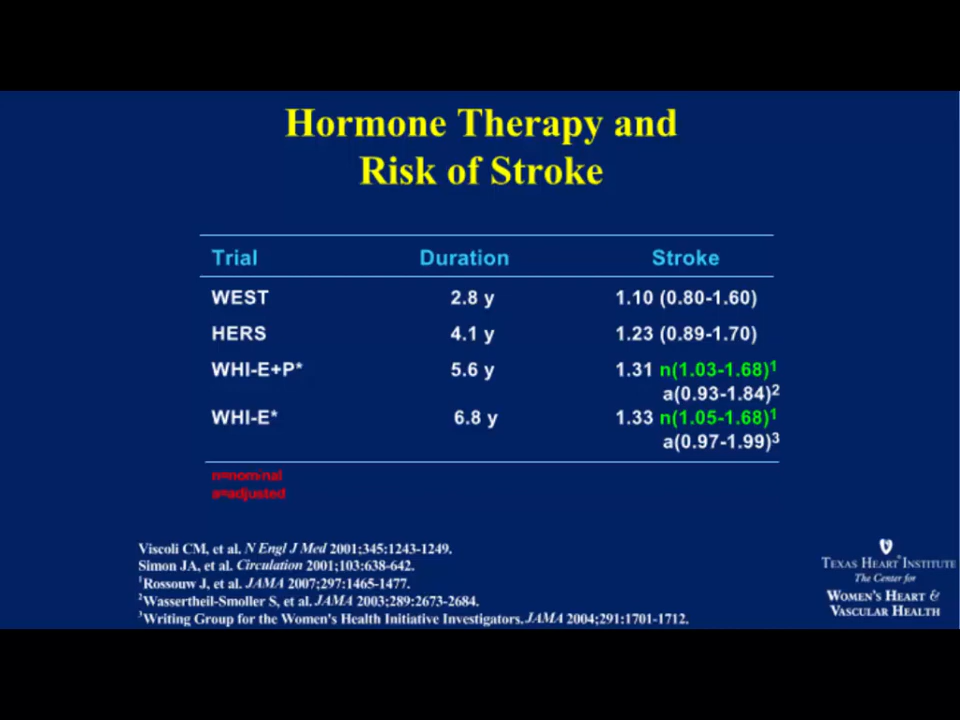 Hormone Therapy and
Risk of Stroke
Trial Duration Stroke
WEST 2.8 y 1.10 (0.80-1.60)
HERS 4.1 y 1.23 (0.89-1.70)
WHI-E+P* 5.6 y 1.31 n(1.03-1.68)¹
a(0.93-1.84)²
WHI-E* 6.8 y 1.33 n(1.05-1.68)¹
a(0.97-1.99)³
n=nominal
a=adjusted
Viscoli CM, et al. N Engl J Med 2001;345:1243-1249.
Simon JA, et al. Circulation 2001;103:638-642.
¹Rossouw J, et al. JAMA 2007;297:1465-1477.
²Wassertheil-Smoller S, et al. JAMA 2003;289:2673-2684.
³Writing Group for the Women's Health Initiative Investigators. JAMA 2004;291:1701-1712.
TEXAS HEART INSTITUTE
The Center for
WOMEN'S HEART &
VASCULAR HEALTH